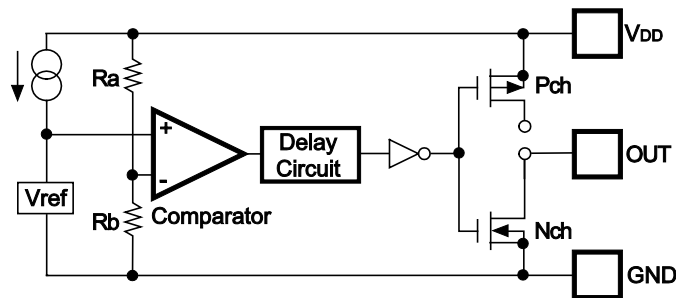 VDD
Ra
Pch
+
Delay
Circuit
OUT
-
Vref
Rb
Comparator
Nch
GND